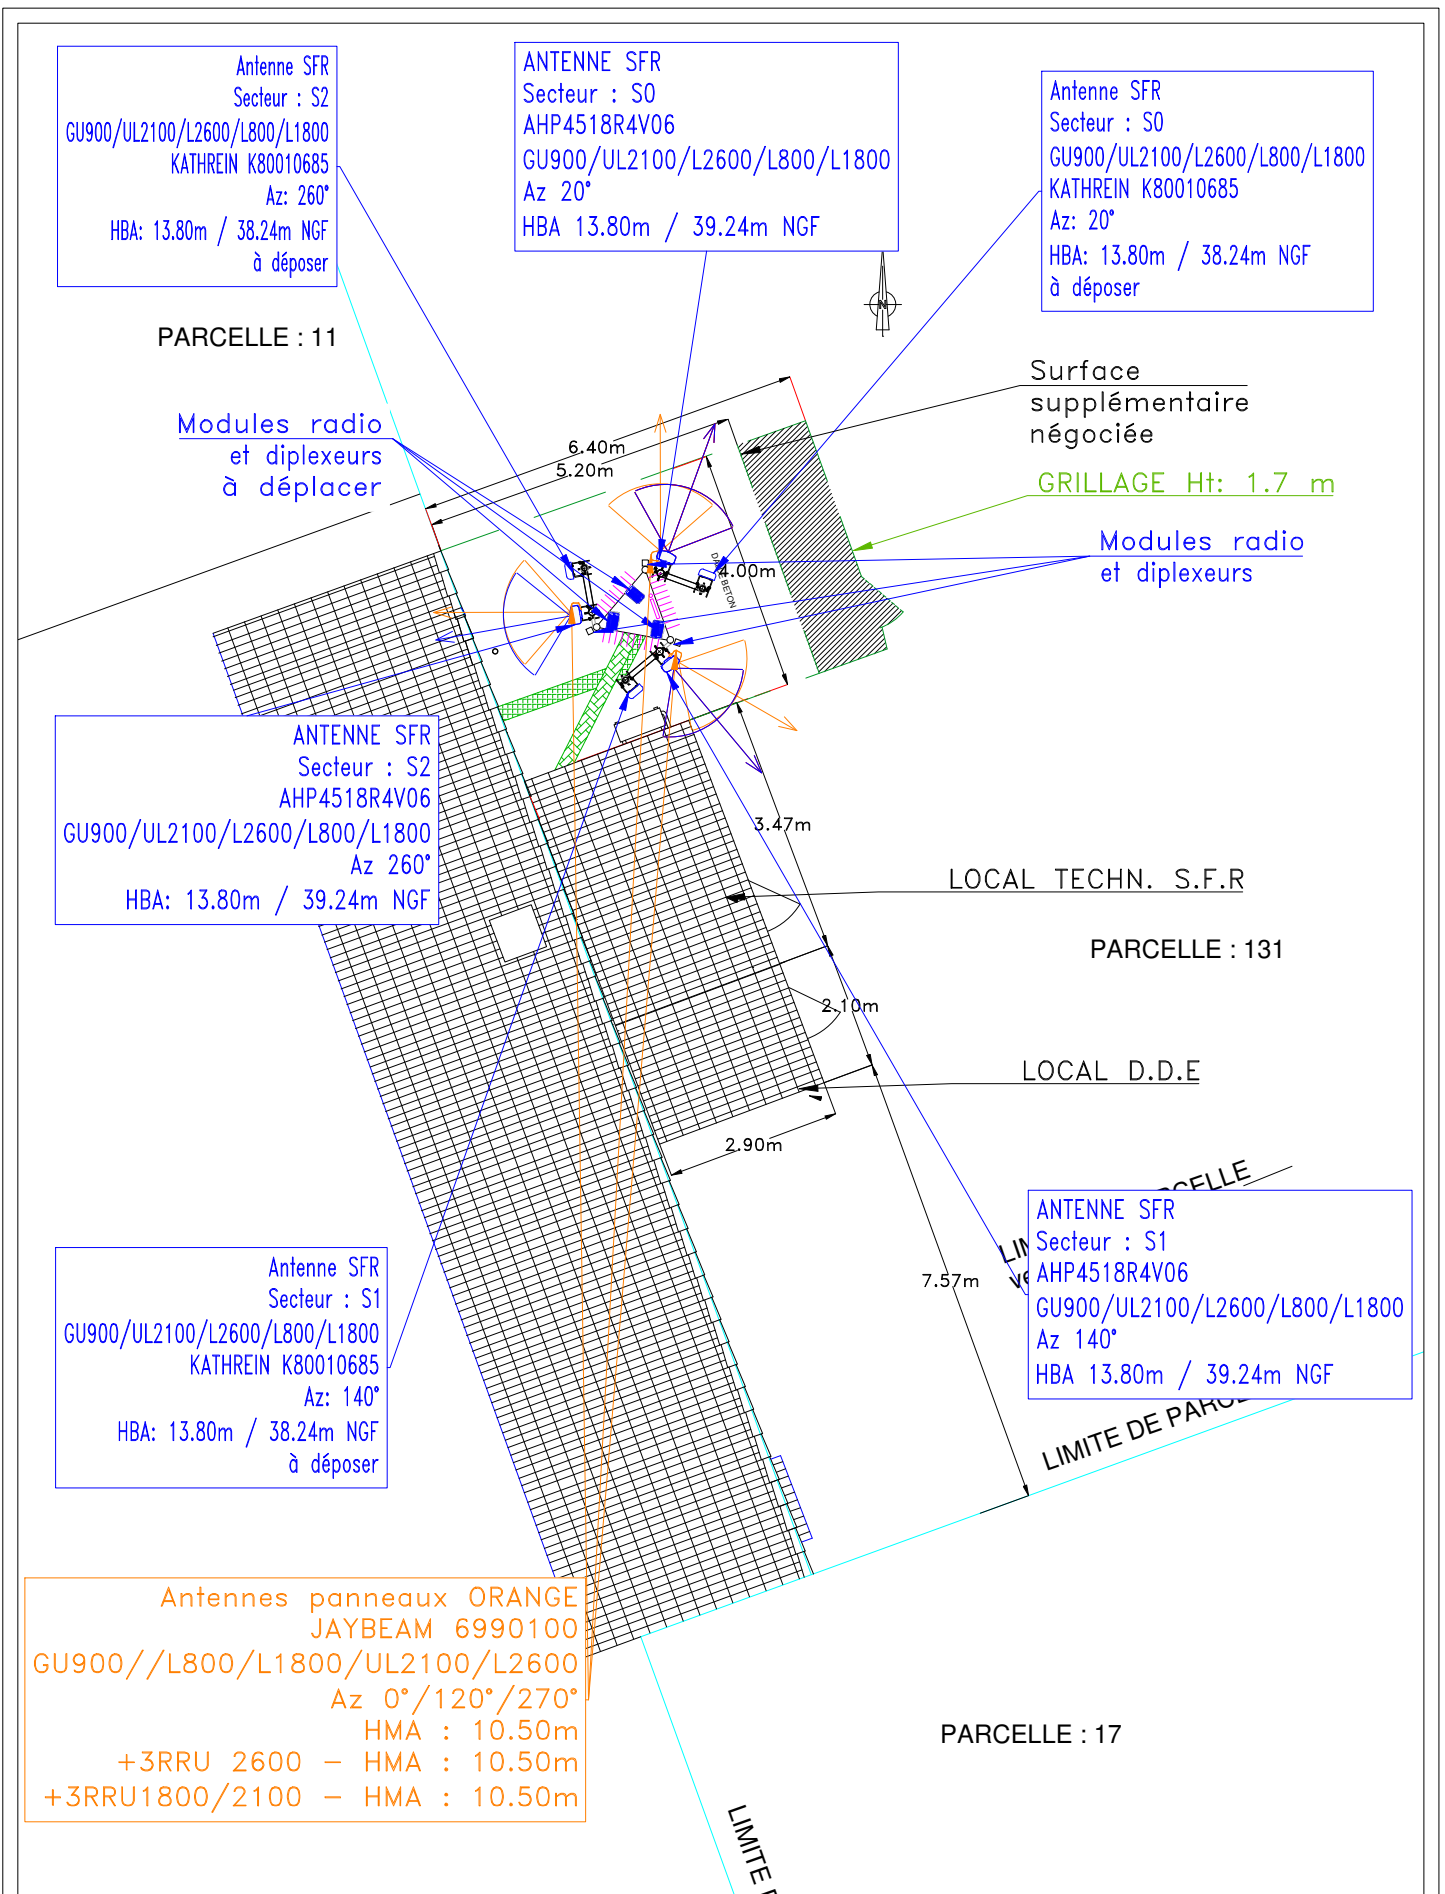 Antenne SFR
Secteur : S2
GU900/UL2100/L2600/L800/L1800
KATHREIN K80010685
Az: 260°
HBA: 13.80m / 38.24m NGF
à déposer
ANTENNE SFR
Secteur : S0
AHP4518R4V06
GU900/UL2100/L2600/L800/L1800
Az 20°
HBA 13.80m / 39.24m NGF
Antenne SFR
Secteur : S0
GU900/UL2100/L2600/L800/L1800
KATHREIN K80010685
Az: 20°
HBA: 13.80m / 38.24m NGF
à déposer
N
PARCELLE : 11
Surface
supplémentaire
négociée
Modules radio
et diplexeurs
à déplacer
6.40m
5.20m
GRILLAGE Ht: 1.7 m
Modules radio
et diplexeurs
4.00m
BETON
ANTENNE SFR
Secteur : S2
AHP4518R4V06
GU900/UL2100/L2600/L800/L1800
Az 260°
HBA: 13.80m / 39.24m NGF
3.47m
LOCAL TECHN. S.F.R
PARCELLE : 131
2.10m
LOCAL D.D.E
2.90m
ANTENNE SFR
Secteur : S1
AHP4518R4V06
GU900/UL2100/L2600/L800/L1800
Az 140°
HBA 13.80m / 39.24m NGF
7.57m
Antenne SFR
Secteur : S1
GU900/UL2100/L2600/L800/L1800
KATHREIN K80010685
Az: 140°
HBA: 13.80m / 38.24m NGF
à déposer
LIMITE DE
Antennes panneaux ORANGE
JAYBEAM 6990100
GU900//L800/L1800/UL2100/L2600
Az 0°/120°/270°
HMA : 10.50m
+3RRU 2600 – HMA : 10.50m
+3RRU1800/2100 – HMA : 10.50m
PARCELLE : 17
LIMITE